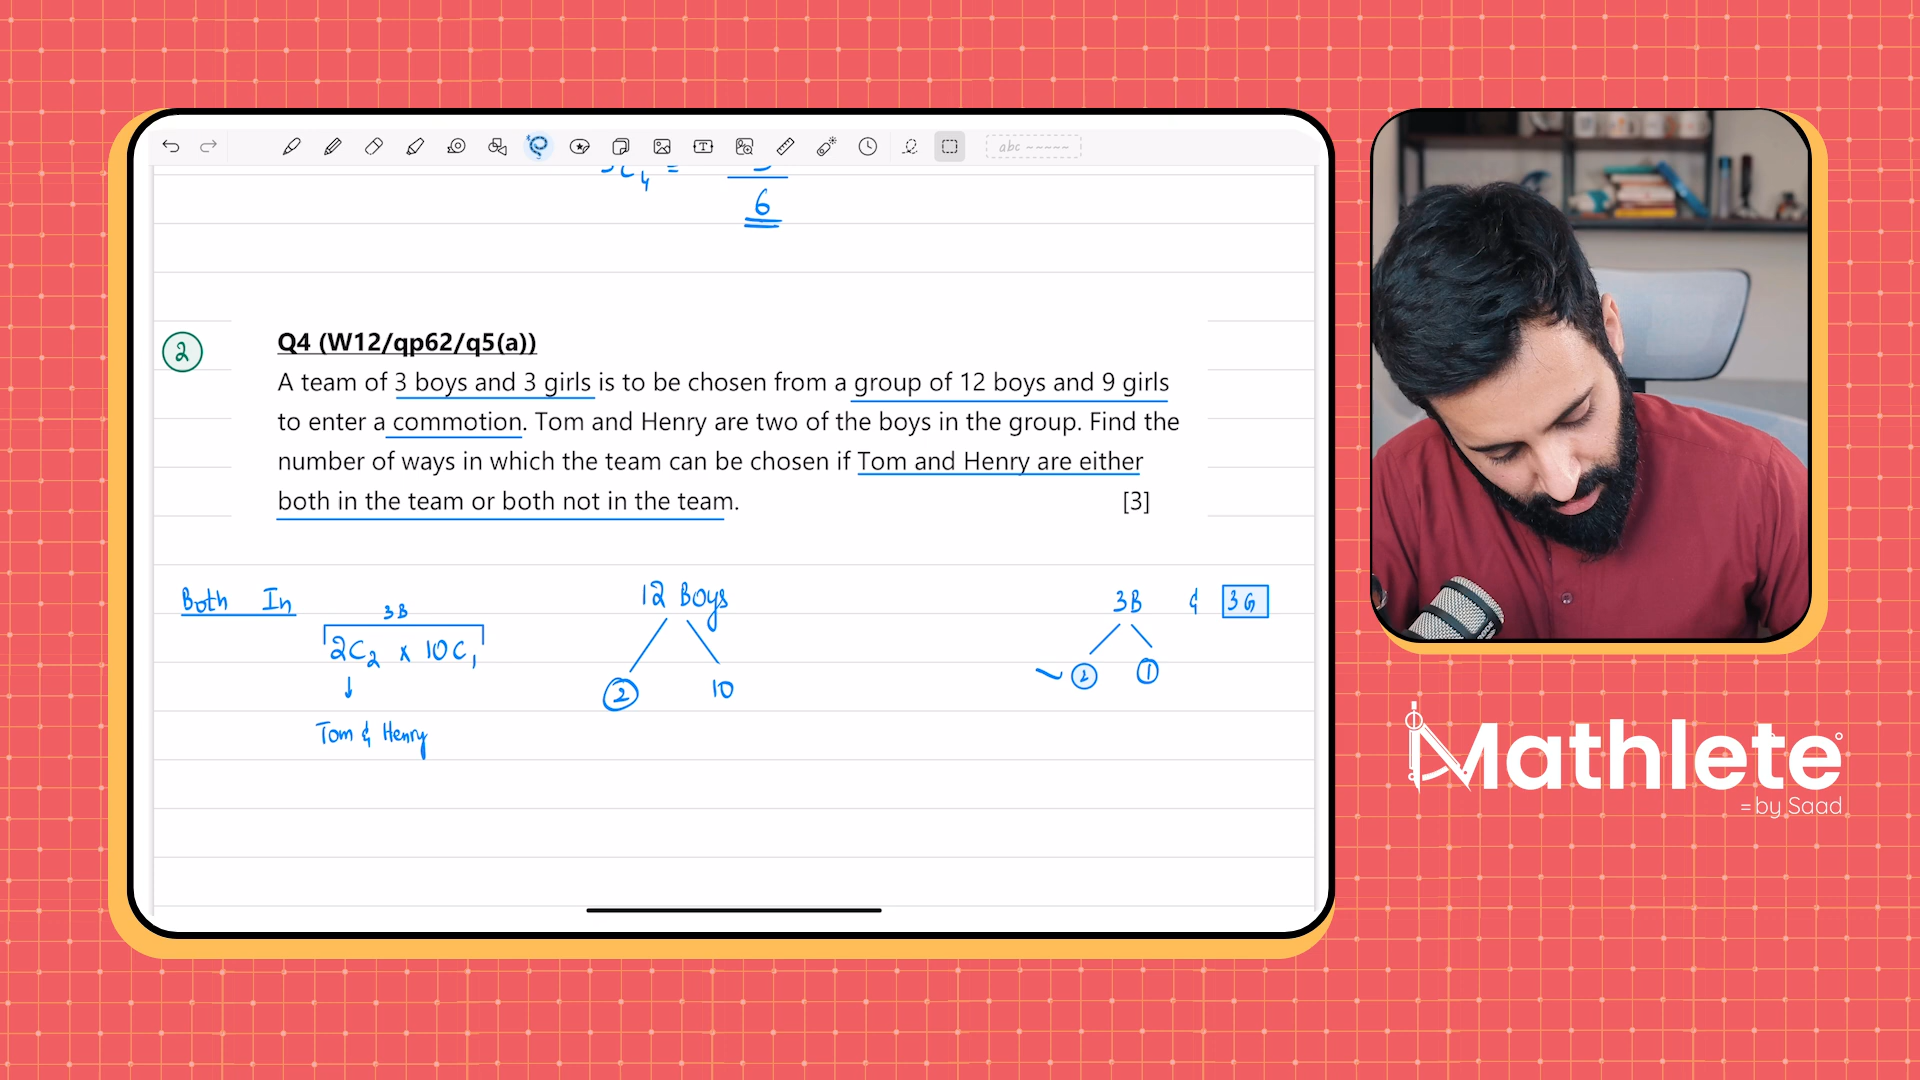 abc ~~~~~
6
2
Q4 (W12/qp62/q5(a))
A team of 3 boys and 3 girls is to be chosen from a group of 12 boys and 9 girls
to enter a commotion. Tom and Henry are two of the boys in the group. Find the
number of ways in which the team can be chosen if Tom and Henry are either
both in the team or both not in the team. [3]
Both In
3B
2C₂ x 10C₁
↓
Tom & Henry
12 Boys
2 10
3B & 3G
2 1
Mathlete
= by Saad